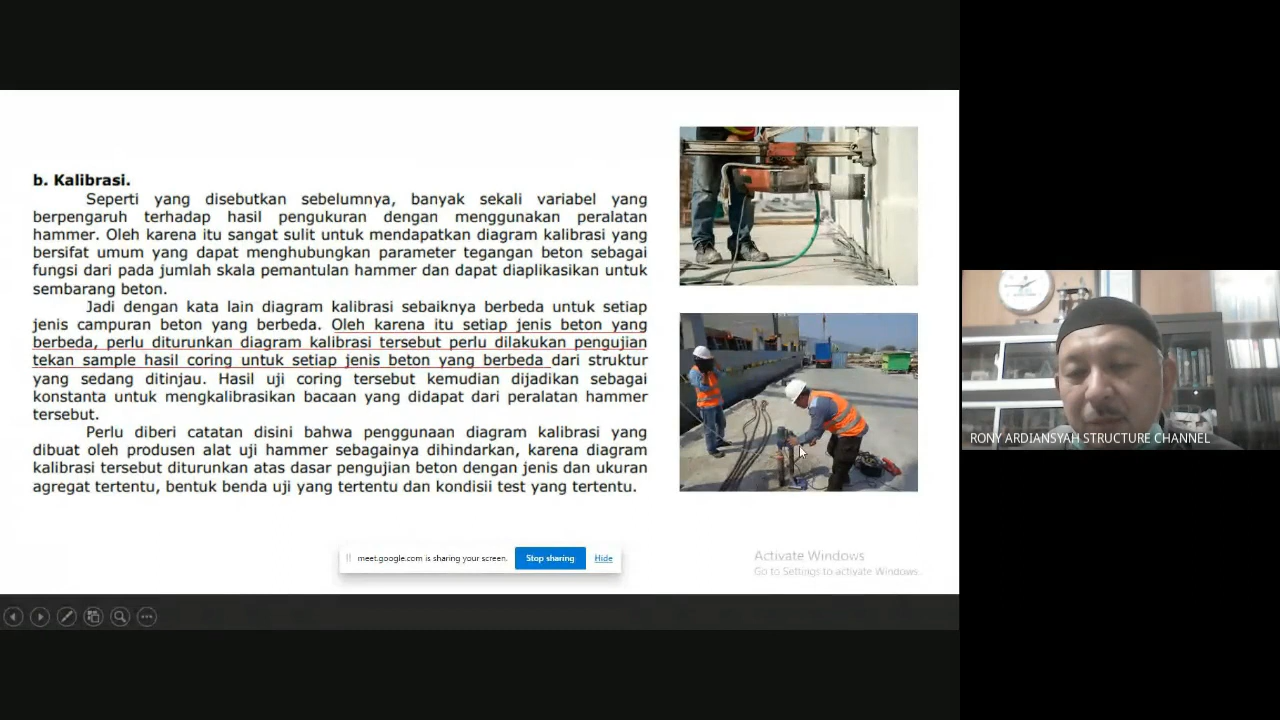 b. Kalibrasi.
Seperti yang disebutkan sebelumnya, banyak sekali variabel yang
berpengaruh terhadap hasil pengukuran dengan menggunakan peralatan
hammer. Oleh karena itu sangat sulit untuk mendapatkan diagram kalibrasi yang
bersifat umum yang dapat menghubungkan parameter tegangan beton sebagai
fungsi dari pada jumlah skala pemantulan hammer dan dapat diaplikasikan untuk
sembarang beton.
Jadi dengan kata lain diagram kalibrasi sebaiknya berbeda untuk setiap
jenis campuran beton yang berbeda. Oleh karena itu setiap jenis beton yang
berbeda, perlu diturunkan diagram kalibrasi tersebut perlu dilakukan pengujian
tekan sample hasil coring untuk setiap jenis beton yang berbeda dari struktur
yang sedang ditinjau. Hasil uji coring tersebut kemudian dijadikan sebagai
konstanta untuk mengkalibrasikan bacaan yang didapat dari peralatan hammer
tersebut.
Perlu diberi catatan disini bahwa penggunaan diagram kalibrasi yang
dibuat oleh produsen alat uji hammer sebagainya dihindarkan, karena diagram
kalibrasi tersebut diturunkan atas dasar pengujian beton dengan jenis dan ukuran
agregat tertentu, bentuk benda uji yang tertentu dan kondisii test yang tertentu.
meet.google.com is sharing your screen.
Stop sharing
Hide
Activate Windows
Go to Settings to activate Windows.
RONY ARDIANSYAH STRUCTURE CHANNEL